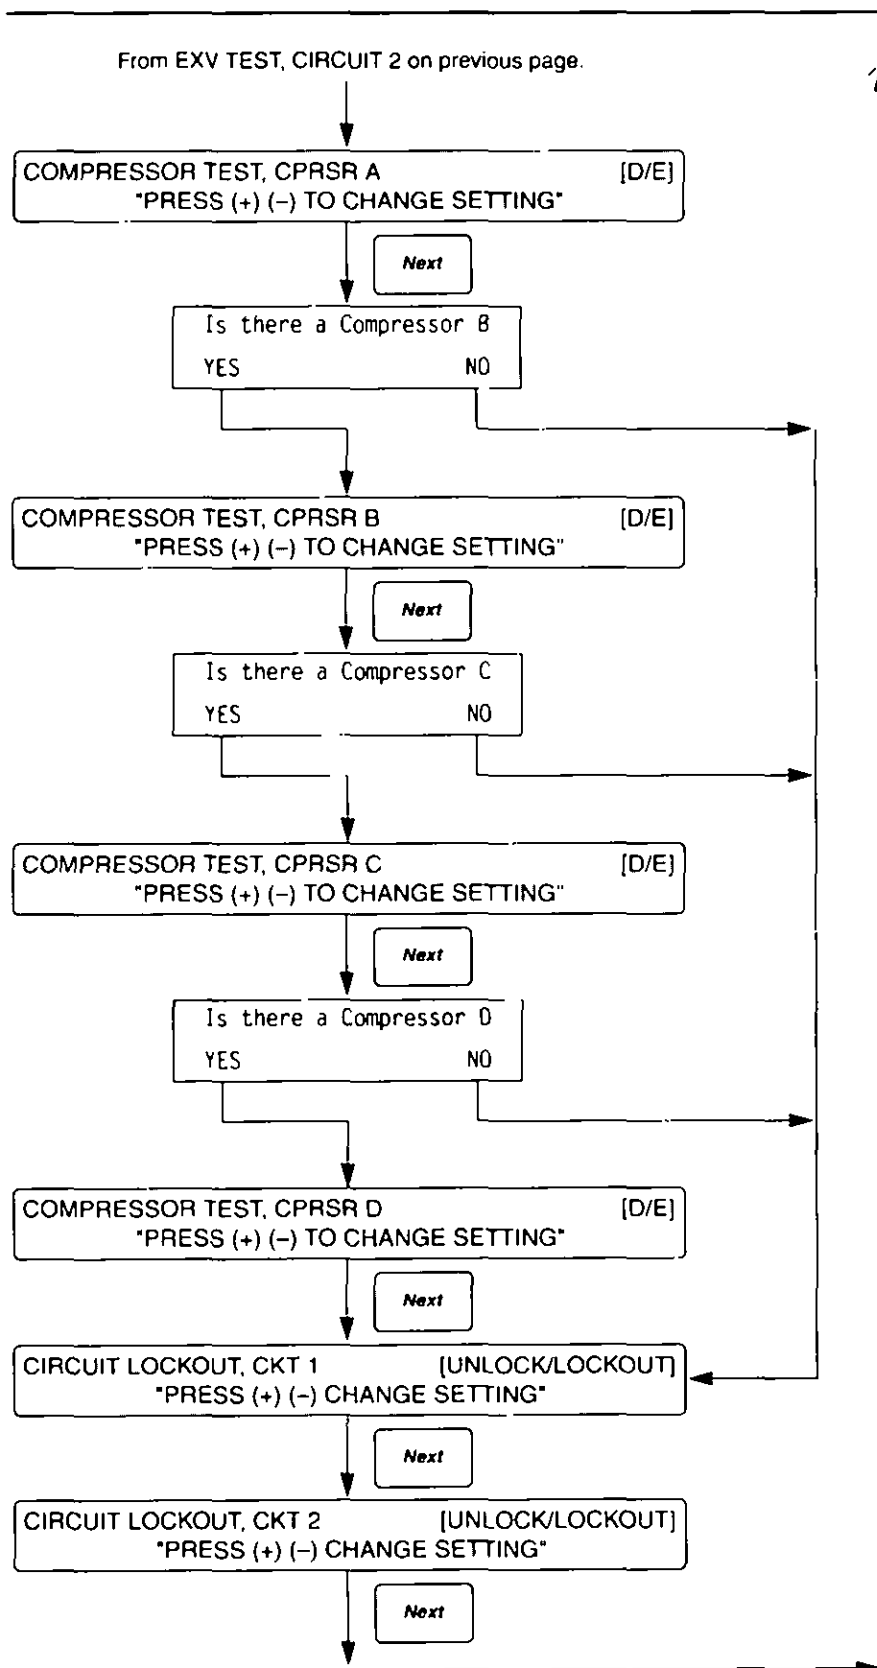 From EXV TEST, CIRCUIT 2 on previous page.
COMPRESSOR TEST, CPRSR A [D/E]
"PRESS (+) (–) TO CHANGE SETTING"
Next
Is there a Compressor B
YES NO
COMPRESSOR TEST, CPRSR B [D/E]
"PRESS (+) (–) TO CHANGE SETTING"
Next
Is there a Compressor C
YES NO
COMPRESSOR TEST, CPRSR C [D/E]
"PRESS (+) (–) TO CHANGE SETTING"
Next
Is there a Compressor D
YES NO
COMPRESSOR TEST, CPRSR D [D/E]
"PRESS (+) (–) TO CHANGE SETTING"
Next
CIRCUIT LOCKOUT, CKT 1 [UNLOCK/LOCKOUT]
"PRESS (+) (–) CHANGE SETTING"
Next
CIRCUIT LOCKOUT, CKT 2 [UNLOCK/LOCKOUT]
"PRESS (+) (–) CHANGE SETTING"
Next